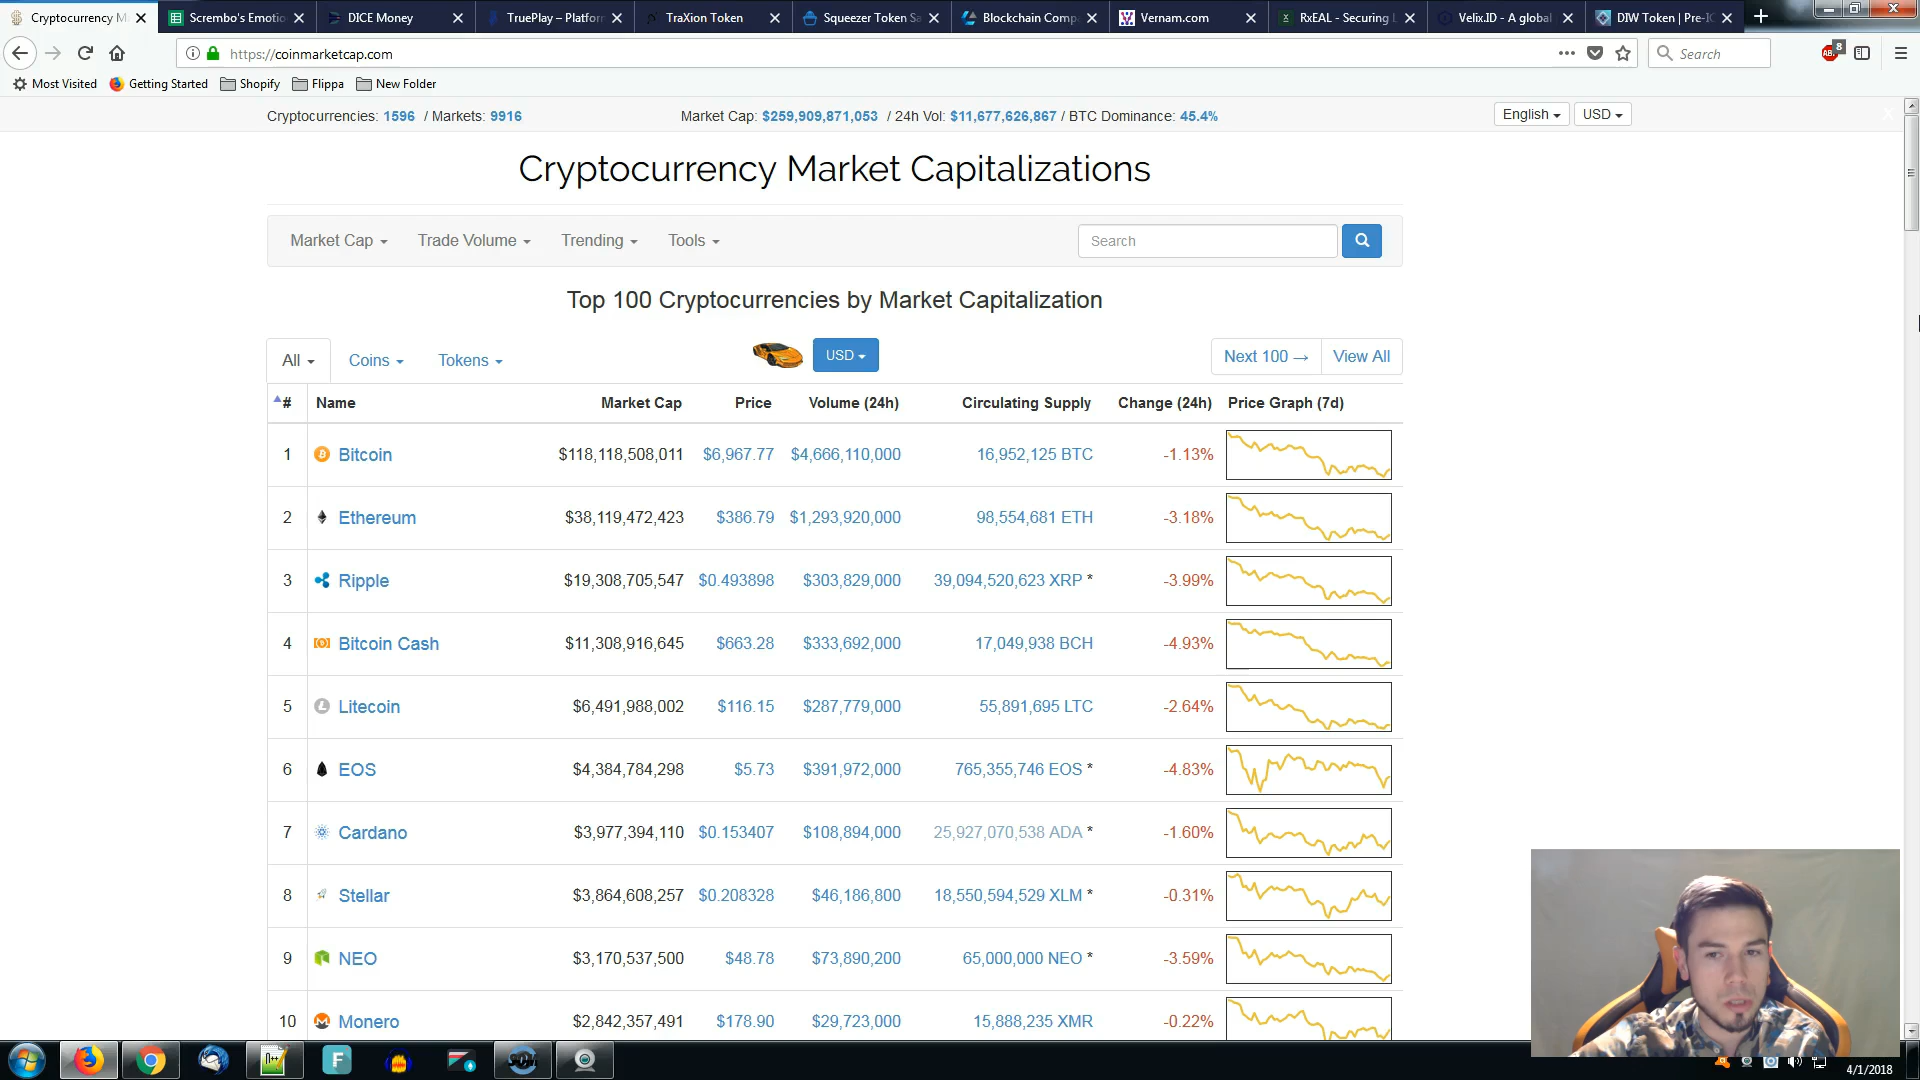 Cryptocurrency M
Scrembo's Emotio
DICE Money
TruePlay – Platfor
TraXion Token
Squeezer Token Sa
Blockchain Comp
Vernam.com
RxEAL - Securing L
Velix.ID - A global
DIW Token | Pre-IC
https://coinmarketcap.com
Search
8
Most Visited
Getting Started
Shopify
Flippa
New Folder
Cryptocurrencies: 1596 / Markets: 9916
Market Cap: $259,909,871,053 / 24h Vol: $11,677,626,867 / BTC Dominance: 45.4%
English
USD
Cryptocurrency Market Capitalizations
Market Cap
Trade Volume
Trending
Tools
Search
Top 100 Cryptocurrencies by Market Capitalization
All
Coins
Tokens
USD
Next 100 →
View All
# Name Market Cap Price Volume (24h) Circulating Supply Change (24h) Price Graph (7d)
1 Bitcoin $118,118,508,011 $6,967.77 $4,666,110,000 16,952,125 BTC -1.13%
2 Ethereum $38,119,472,423 $386.79 $1,293,920,000 98,554,681 ETH -3.18%
3 Ripple $19,308,705,547 $0.493898 $303,829,000 39,094,520,623 XRP * -3.99%
4 Bitcoin Cash $11,308,916,645 $663.28 $333,692,000 17,049,938 BCH -4.93%
5 Litecoin $6,491,988,002 $116.15 $287,779,000 55,891,695 LTC -2.64%
6 EOS $4,384,784,298 $5.73 $391,972,000 765,355,746 EOS * -4.83%
7 Cardano $3,977,394,110 $0.153407 $108,894,000 25,927,070,538 ADA * -1.60%
8 Stellar $3,864,608,257 $0.208328 $46,186,800 18,550,594,529 XLM * -0.31%
9 NEO $3,170,537,500 $48.78 $73,890,200 65,000,000 NEO * -3.59%
10 Monero $2,842,357,491 $178.90 $29,723,000 15,888,235 XMR -0.22%
F
4/1/2018